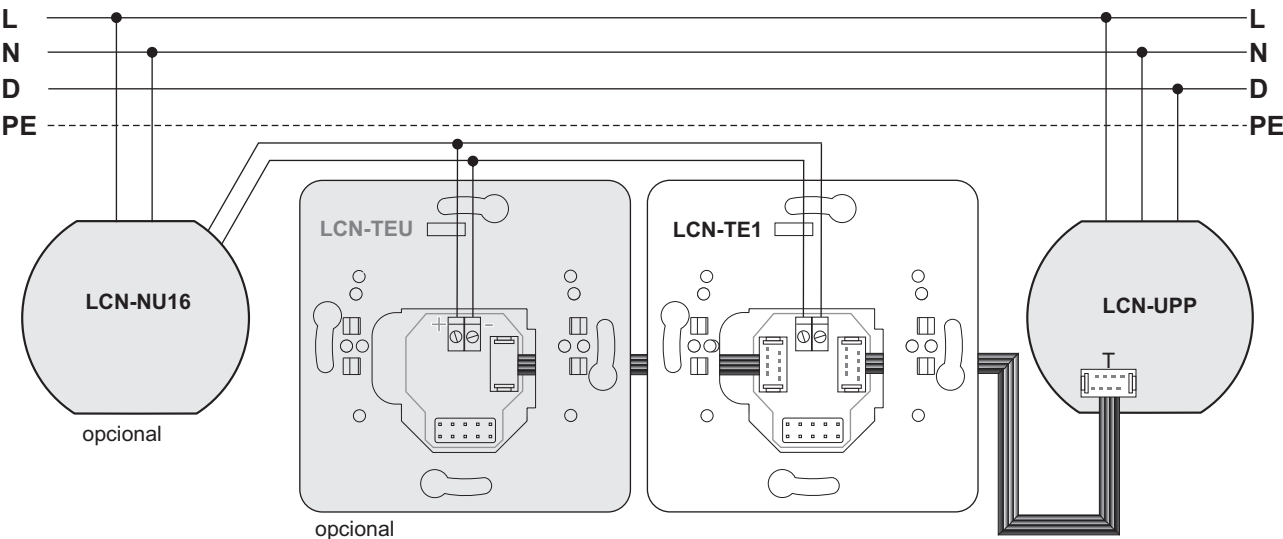 L L
N N
D D
PE PE
LCN-TEU LCN-TE1
LCN-NU16 LCN-UPP
+ -
T
opcional
opcional